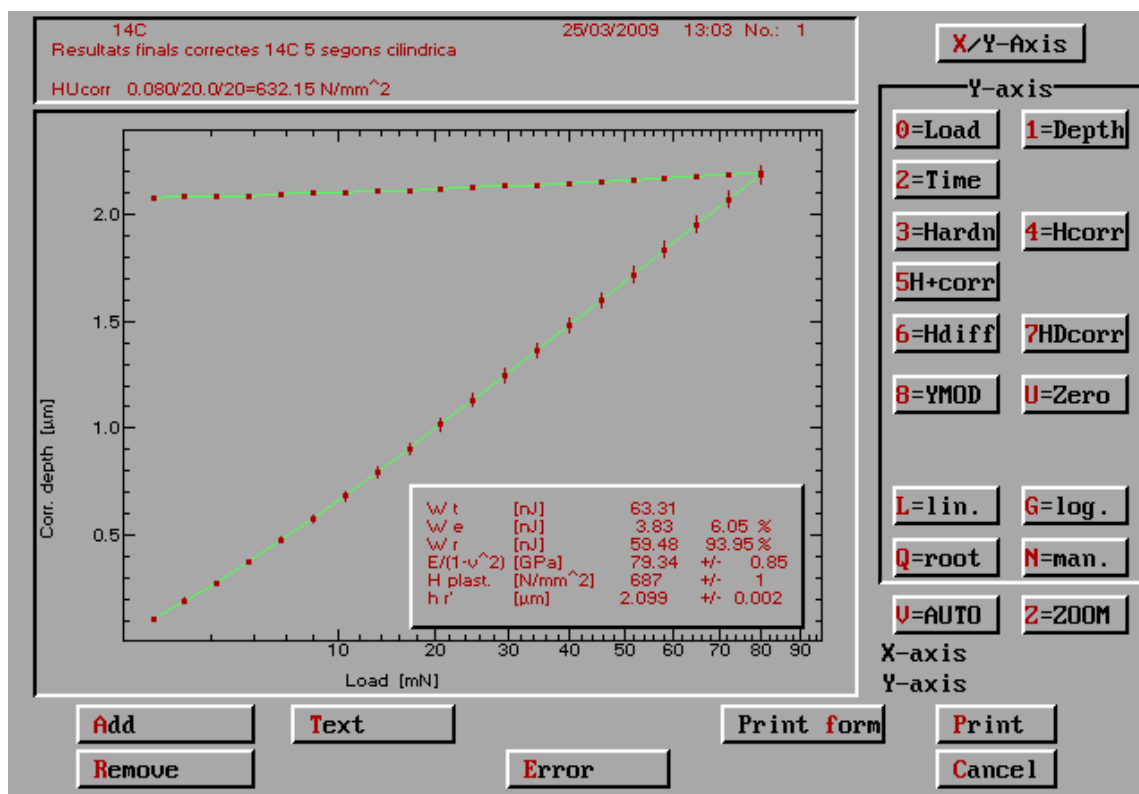 14C 25/03/2009 13:03 No.: 1
Resultats finals correctes 14C 5 segons cilindrica
HUcorr 0.080/20.0/20=632.15 N/mm^2
X/Y-Axis
Y-axis
0=Load 1=Depth
2=Time
3=Hardn 4=Hcorr
5H+corr
6=Hdiff 7HDcorr
8=YMOD U=Zero
L=lin. G=log.
Q=root N=man.
V=AUTO Z=ZOOM
X-axis
Y-axis
Corr. depth [µm]
2.0
1.5
1.0
0.5
W t [nJ] 63.31
W e [nJ] 3.83 6.05 %
W r [nJ] 59.48 93.95 %
E/(1-v^2) [GPa] 79.34 +/- 0.85
H plast. [N/mm^2] 687 +/- 1
h r' [µm] 2.099 +/- 0.002
10 20 30 40 50 60 70 80 90
Load [mN]
Add Text Print form Print
Remove Error Cancel